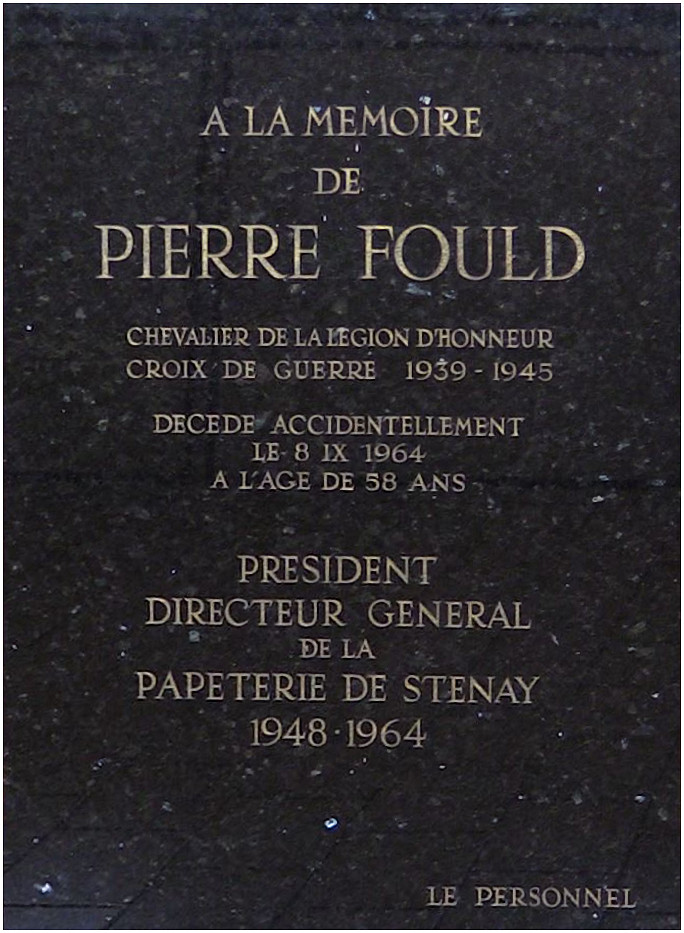 A LA MEMOIRE
DE
PIERRE FOULD
CHEVALIER DE LA LEGION D'HONNEUR
CROIX DE GUERRE 1939 - 1945
DECEDE ACCIDENTELLEMENT
LE 8 IX 1964
A L'AGE DE 58 ANS
PRESIDENT
DIRECTEUR GENERAL
DE LA
PAPETERIE DE STENAY
1948 · 1964
LE PERSONNEL